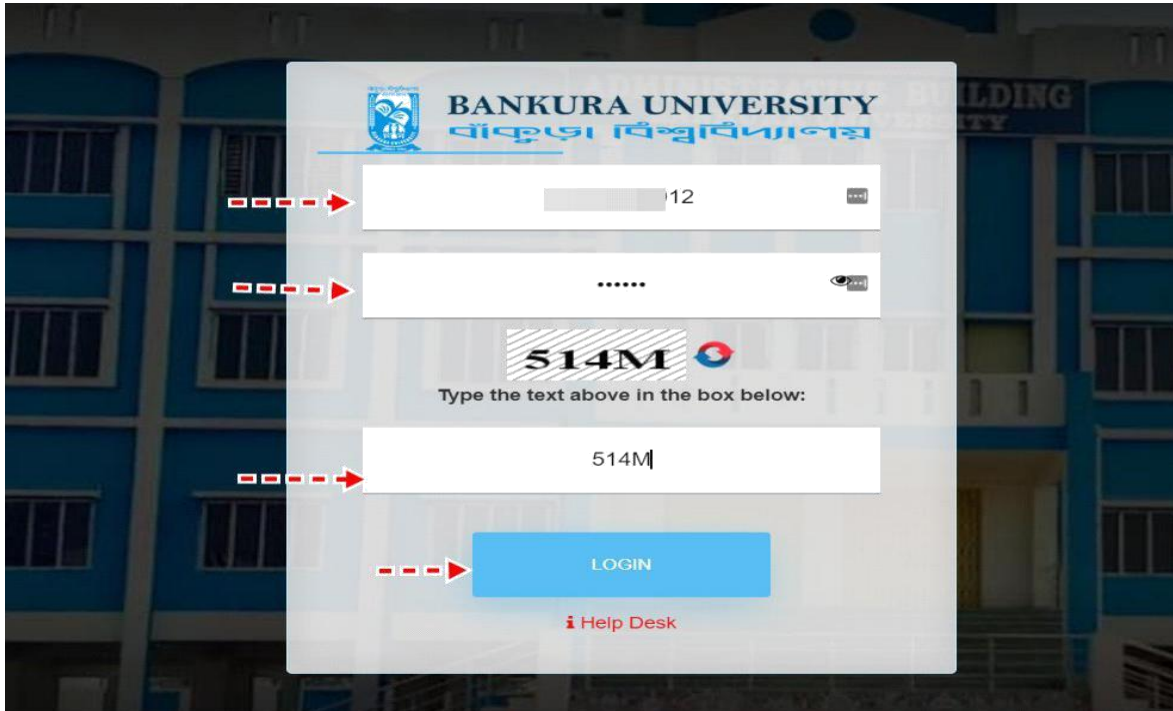 BANKURA UNIVERSITY
বাঁকুড়া বিশ্ববিদ্যালয়
12
••••••
514M
Type the text above in the box below:
514M
LOGIN
i Help Desk